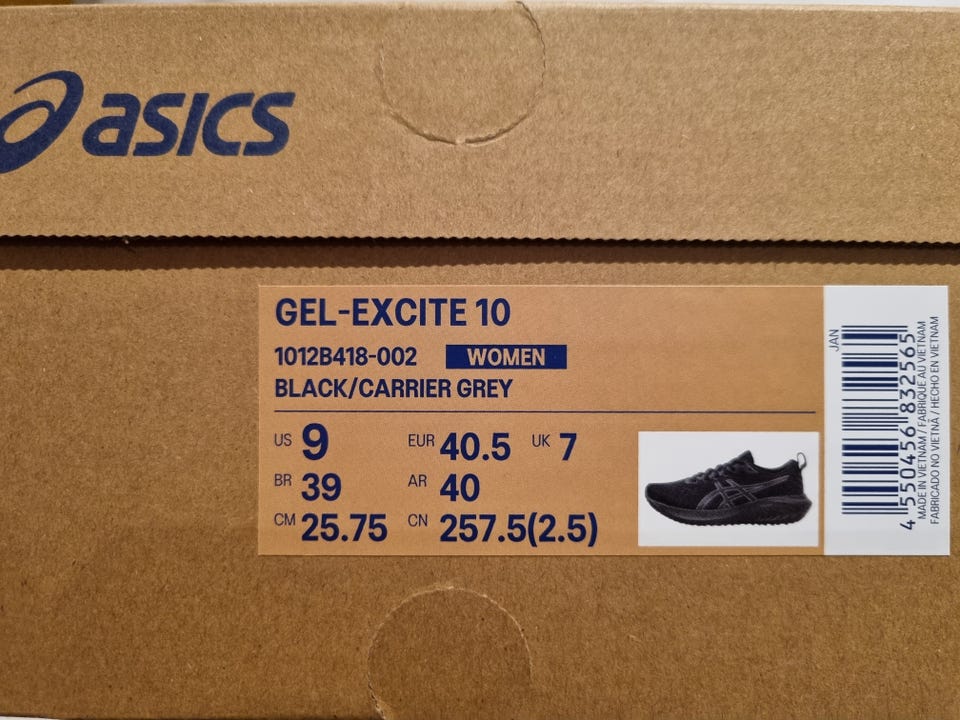 asics
GEL-EXCITE 10
1012B418-002 WOMEN
BLACK/CARRIER GREY
US 9 EUR 40.5 UK 7
BR 39 AR 40
CM 25.75 CN 257.5(2.5)
JAN
4 550456 832565
MADE IN VIETNAM / FABRIQUE AU VIETNAM
FABRICADO NO VIETNÃ / HECHO EN VIETNAM